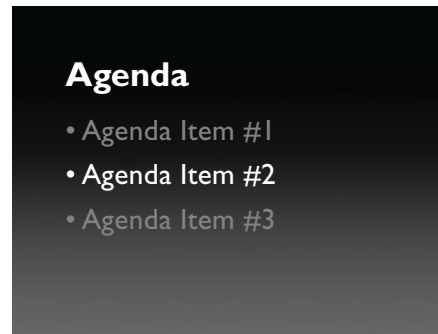 Agenda
• Agenda Item #1
• Agenda Item #2
• Agenda Item #3